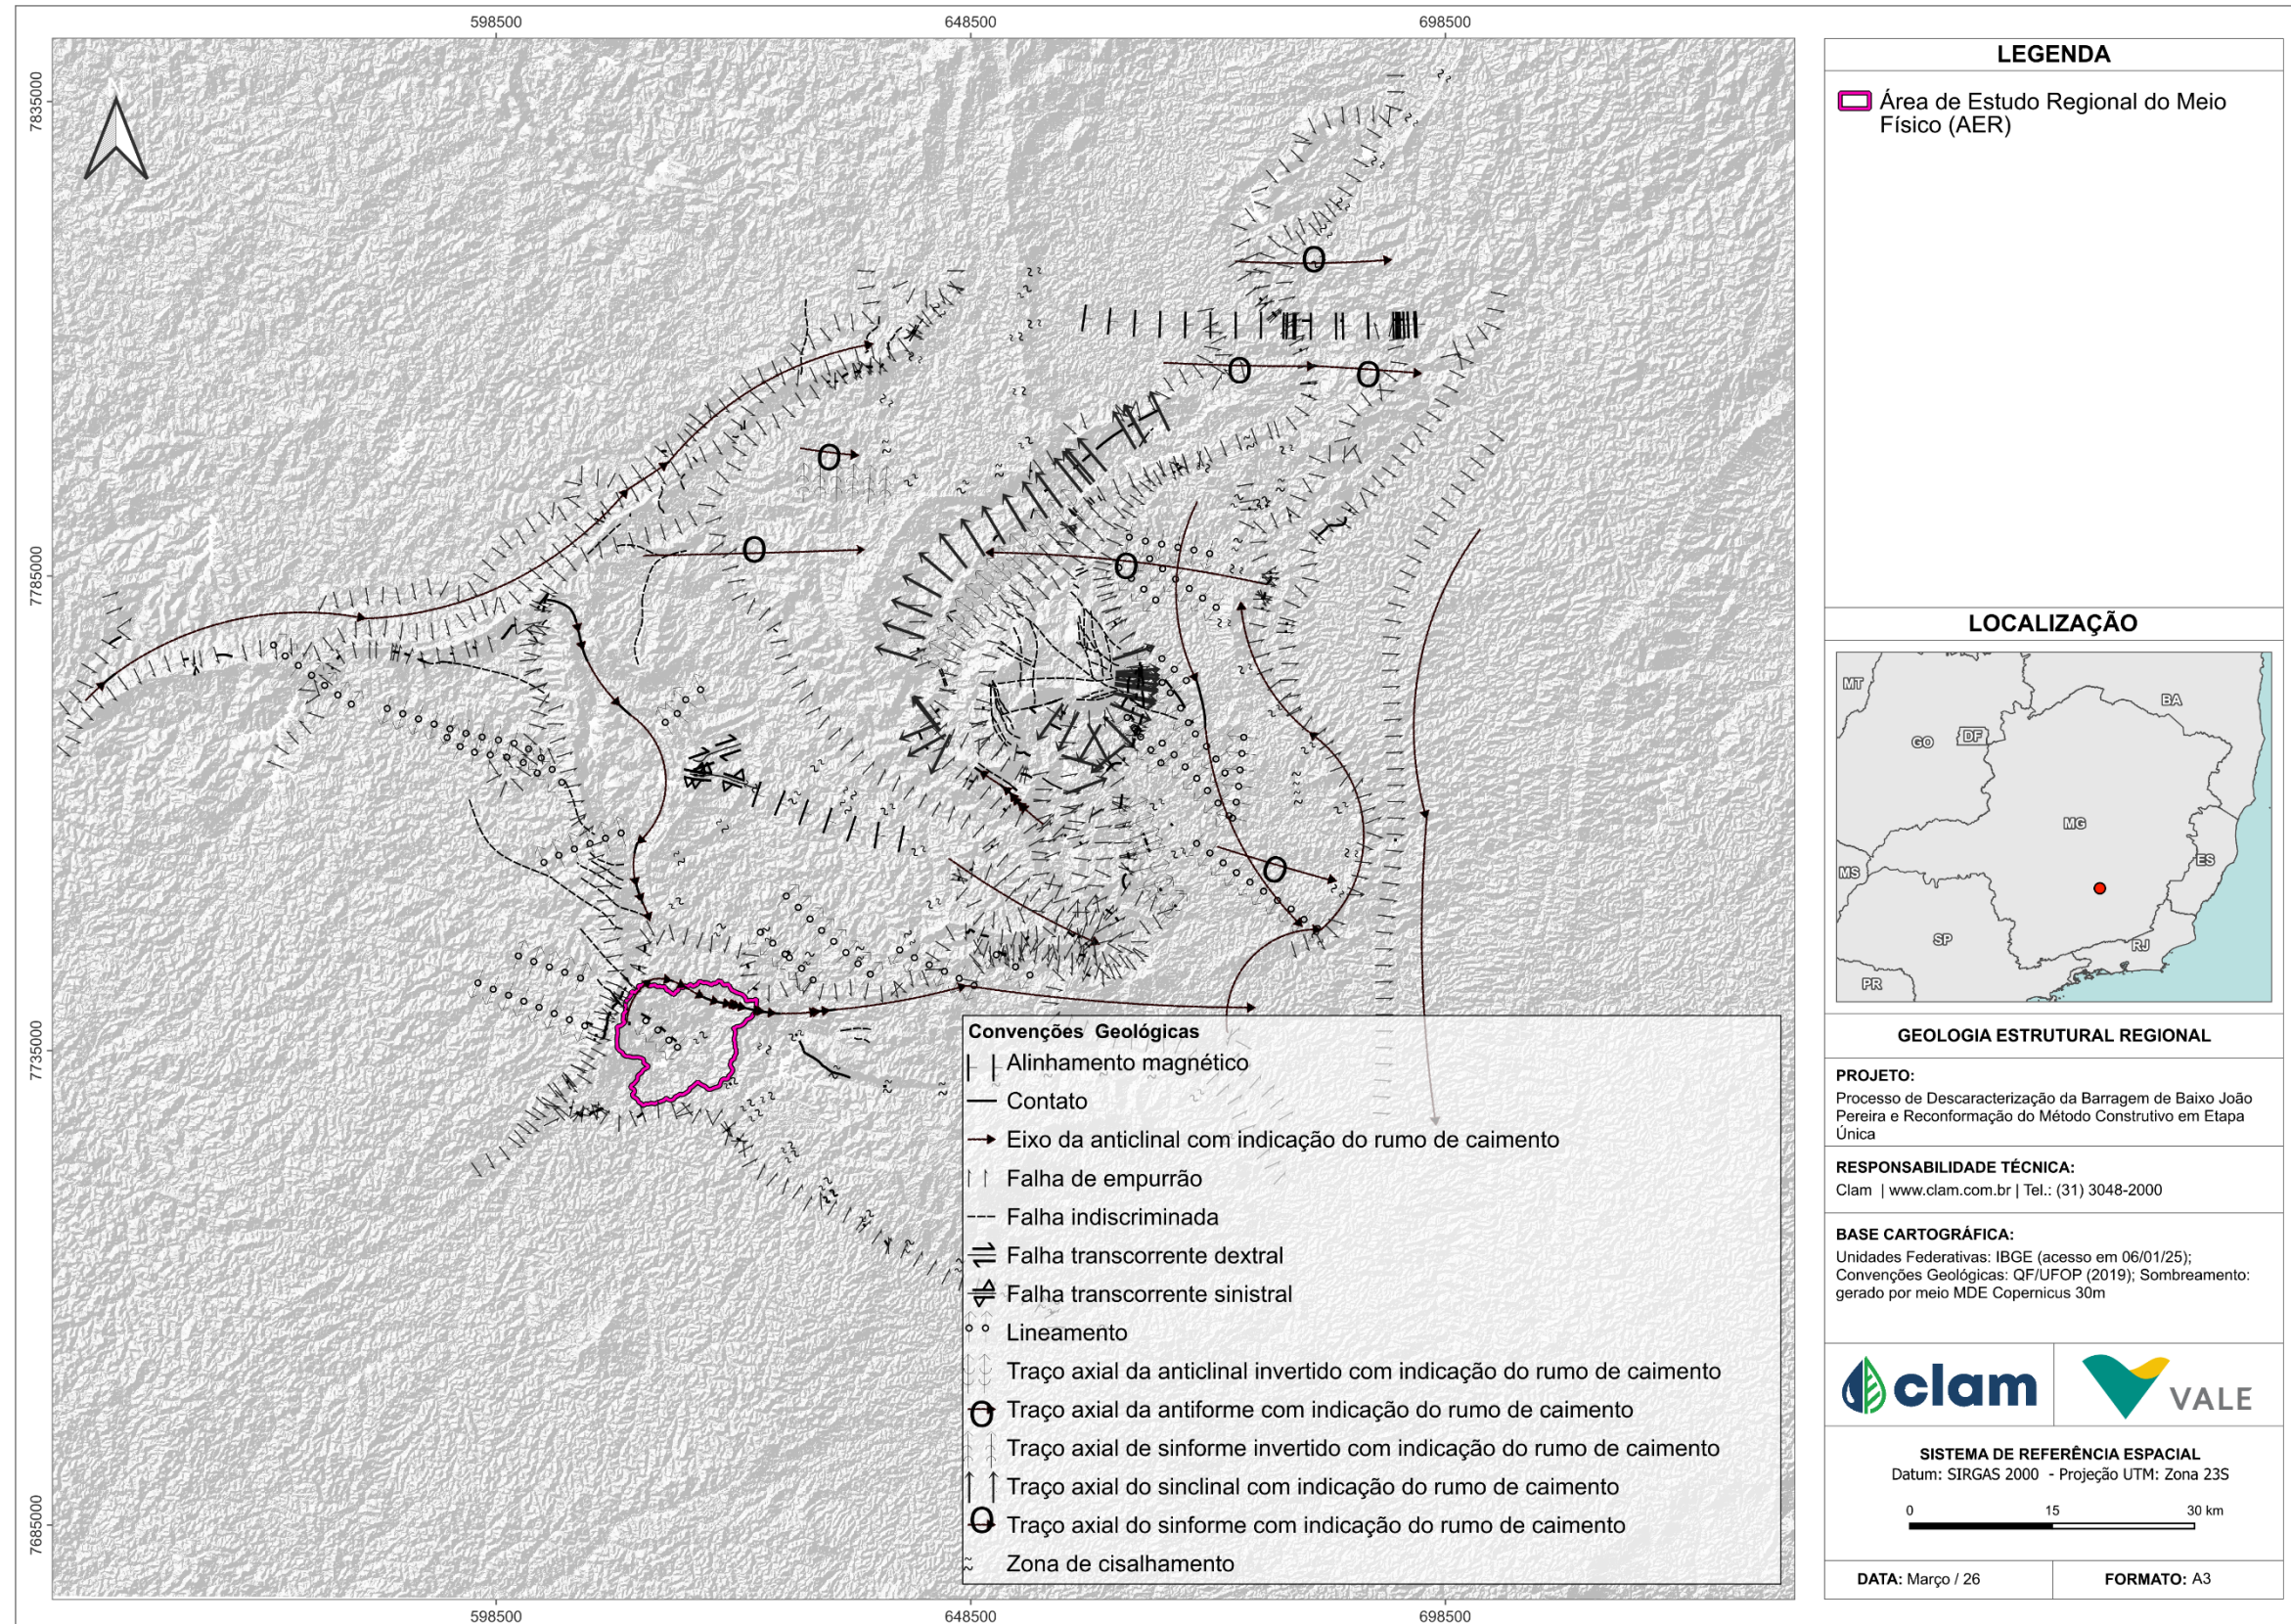 598500
648500
698500
7835000
7785000
7735000
7685000
598500
648500
698500
Convenções Geológicas
Alinhamento magnético
Contato
Eixo da anticlinal com indicação do rumo de caimento
Falha de empurrão
Falha indiscriminada
Falha transcorrente dextral
Falha transcorrente sinistral
Lineamento
Traço axial da anticlinal invertido com indicação do rumo de caimento
Traço axial da antiforme com indicação do rumo de caimento
Traço axial de sinforme invertido com indicação do rumo de caimento
Traço axial do sinclinal com indicação do rumo de caimento
Traço axial do sinforme com indicação do rumo de caimento
Zona de cisalhamento
LEGENDA
Área de Estudo Regional do Meio
Físico (AER)
LOCALIZAÇÃO
MT
BA
GO
DF
MG
ES
MS
SP
RJ
PR
GEOLOGIA ESTRUTURAL REGIONAL
PROJETO:
Processo de Descaracterização da Barragem de Baixo João
Pereira e Reconformação do Método Construtivo em Etapa
Única
RESPONSABILIDADE TÉCNICA:
Clam | www.clam.com.br | Tel.: (31) 3048-2000
BASE CARTOGRÁFICA:
Unidades Federativas: IBGE (acesso em 06/01/25);
Convenções Geológicas: QF/UFOP (2019); Sombreamento:
gerado por meio MDE Copernicus 30m
clam
VALE
SISTEMA DE REFERÊNCIA ESPACIAL
Datum: SIRGAS 2000 - Projeção UTM: Zona 23S
0 15 30 km
DATA: Março / 26
FORMATO: A3